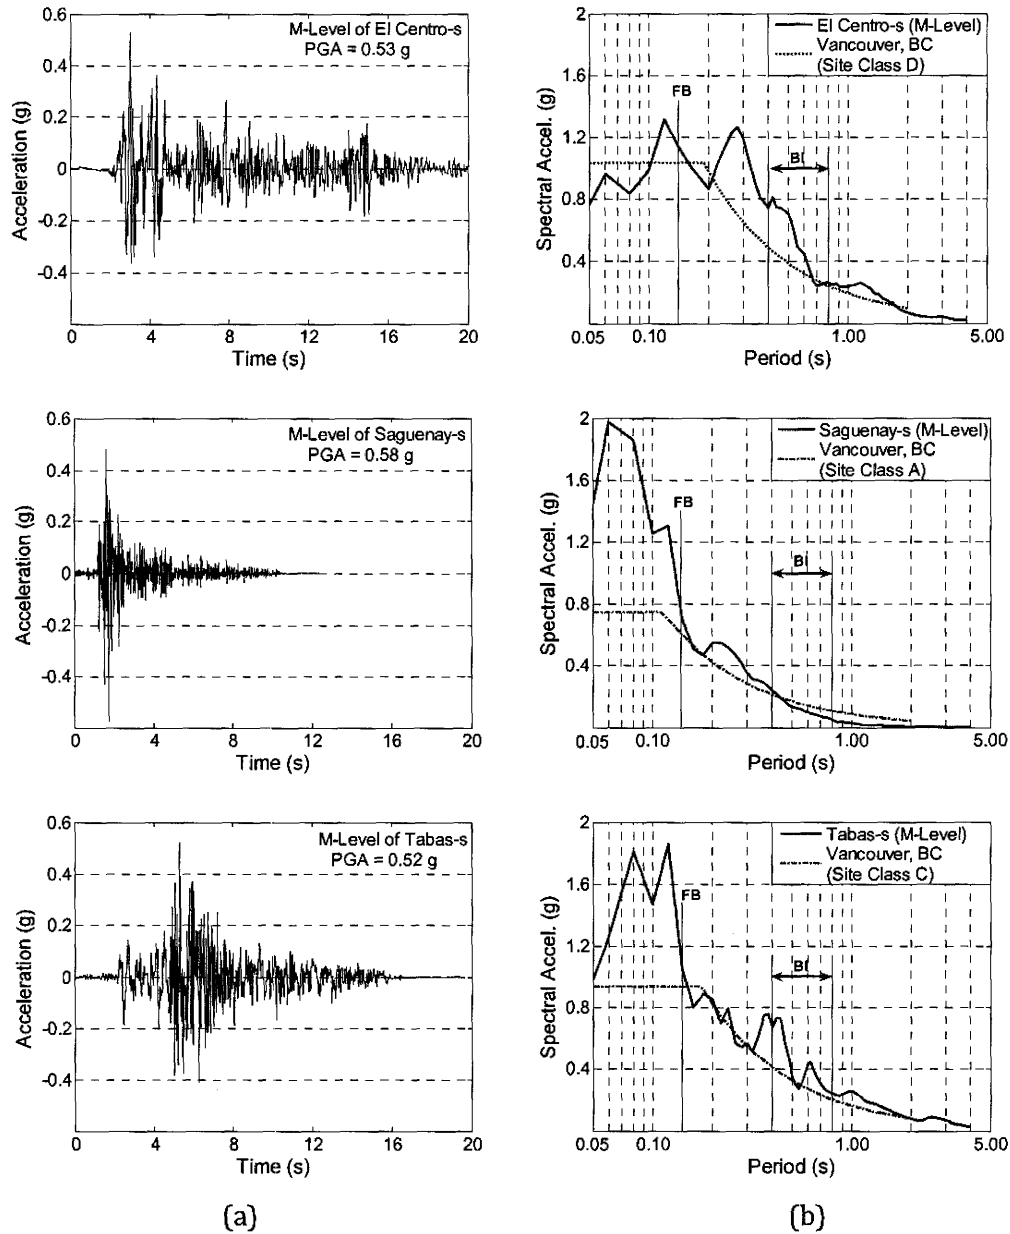 0.6
0.4
0.2
0
-0.2
-0.4
Acceleration (g)
M-Level of El Centro-s
PGA = 0.53 g
0 4 8 12 16 20
Time (s)
2
1.6
1.2
0.8
0.4
Spectral Accel. (g)
El Centro-s (M-Level)
Vancouver, BC
(Site Class D)
FB
BI
0.05 0.10 1.00 5.00
Period (s)
0.6
0.4
0.2
0
-0.2
-0.4
Acceleration (g)
M-Level of Saguenay-s
PGA = 0.58 g
0 4 8 12 16 20
Time (s)
2
1.6
1.2
0.8
0.4
Spectral Accel. (g)
Saguenay-s (M-Level)
Vancouver, BC
(Site Class A)
FB
BI
0.05 0.10 1.00 5.00
Period (s)
0.6
0.4
0.2
0
-0.2
-0.4
Acceleration (g)
M-Level of Tabas-s
PGA = 0.52 g
0 4 8 12 16 20
Time (s)
2
1.6
1.2
0.8
0.4
Spectral Accel. (g)
Tabas-s (M-Level)
Vancouver, BC
(Site Class C)
FB
BI
0.05 0.10 1.00 5.00
Period (s)
(a)
(b)